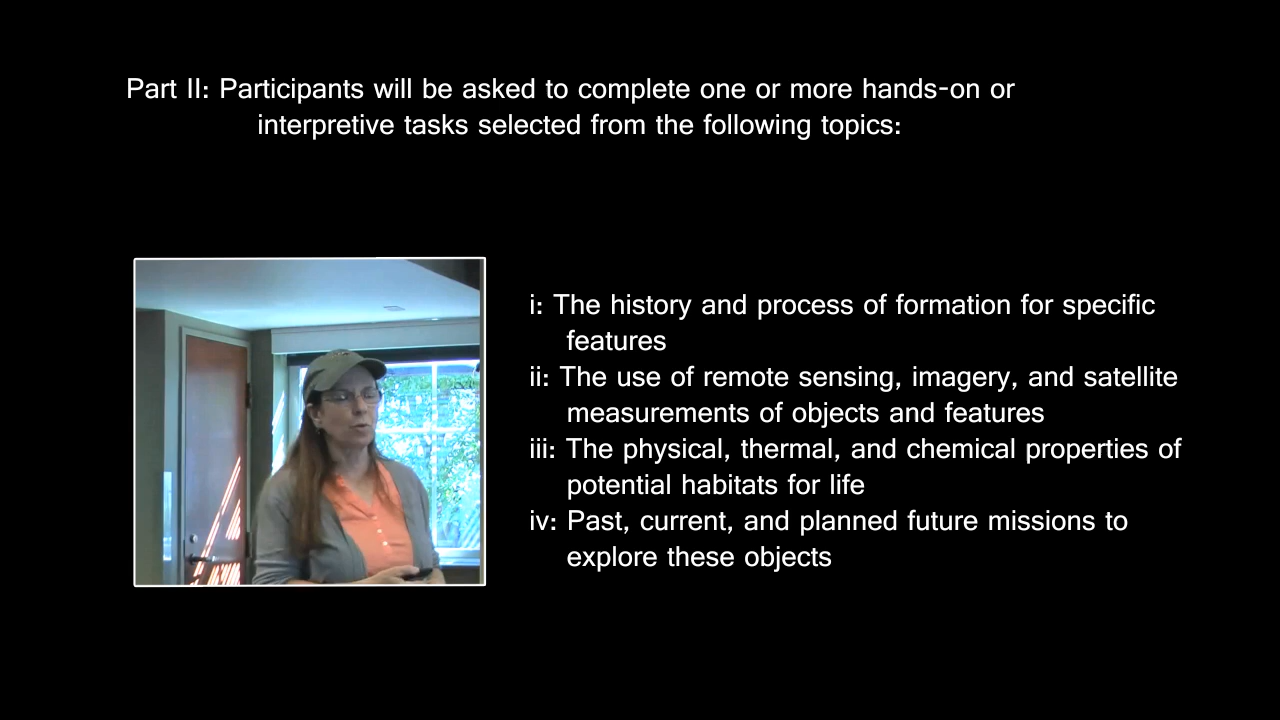 Part II: Participants will be asked to complete one or more hands-on or
interpretive tasks selected from the following topics:
i: The history and process of formation for specific
features
ii: The use of remote sensing, imagery, and satellite
measurements of objects and features
iii: The physical, thermal, and chemical properties of
potential habitats for life
iv: Past, current, and planned future missions to
explore these objects